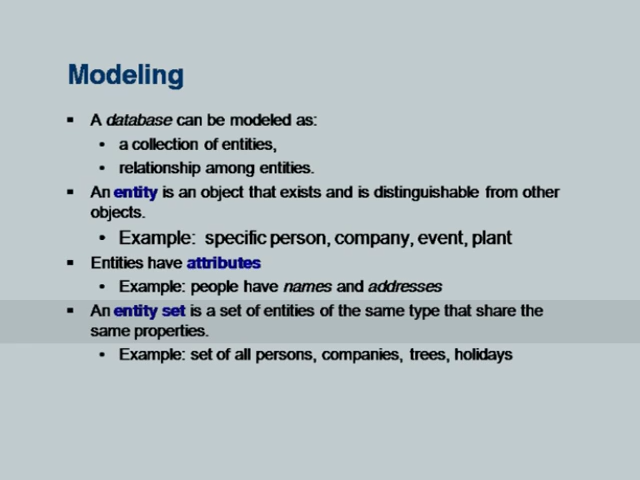 Modeling
▪ A database can be modeled as:
• a collection of entities,
• relationship among entities.
▪ An entity is an object that exists and is distinguishable from other
objects.
• Example: specific person, company, event, plant
▪ Entities have attributes
• Example: people have names and addresses
▪ An entity set is a set of entities of the same type that share the
same properties.
• Example: set of all persons, companies, trees, holidays